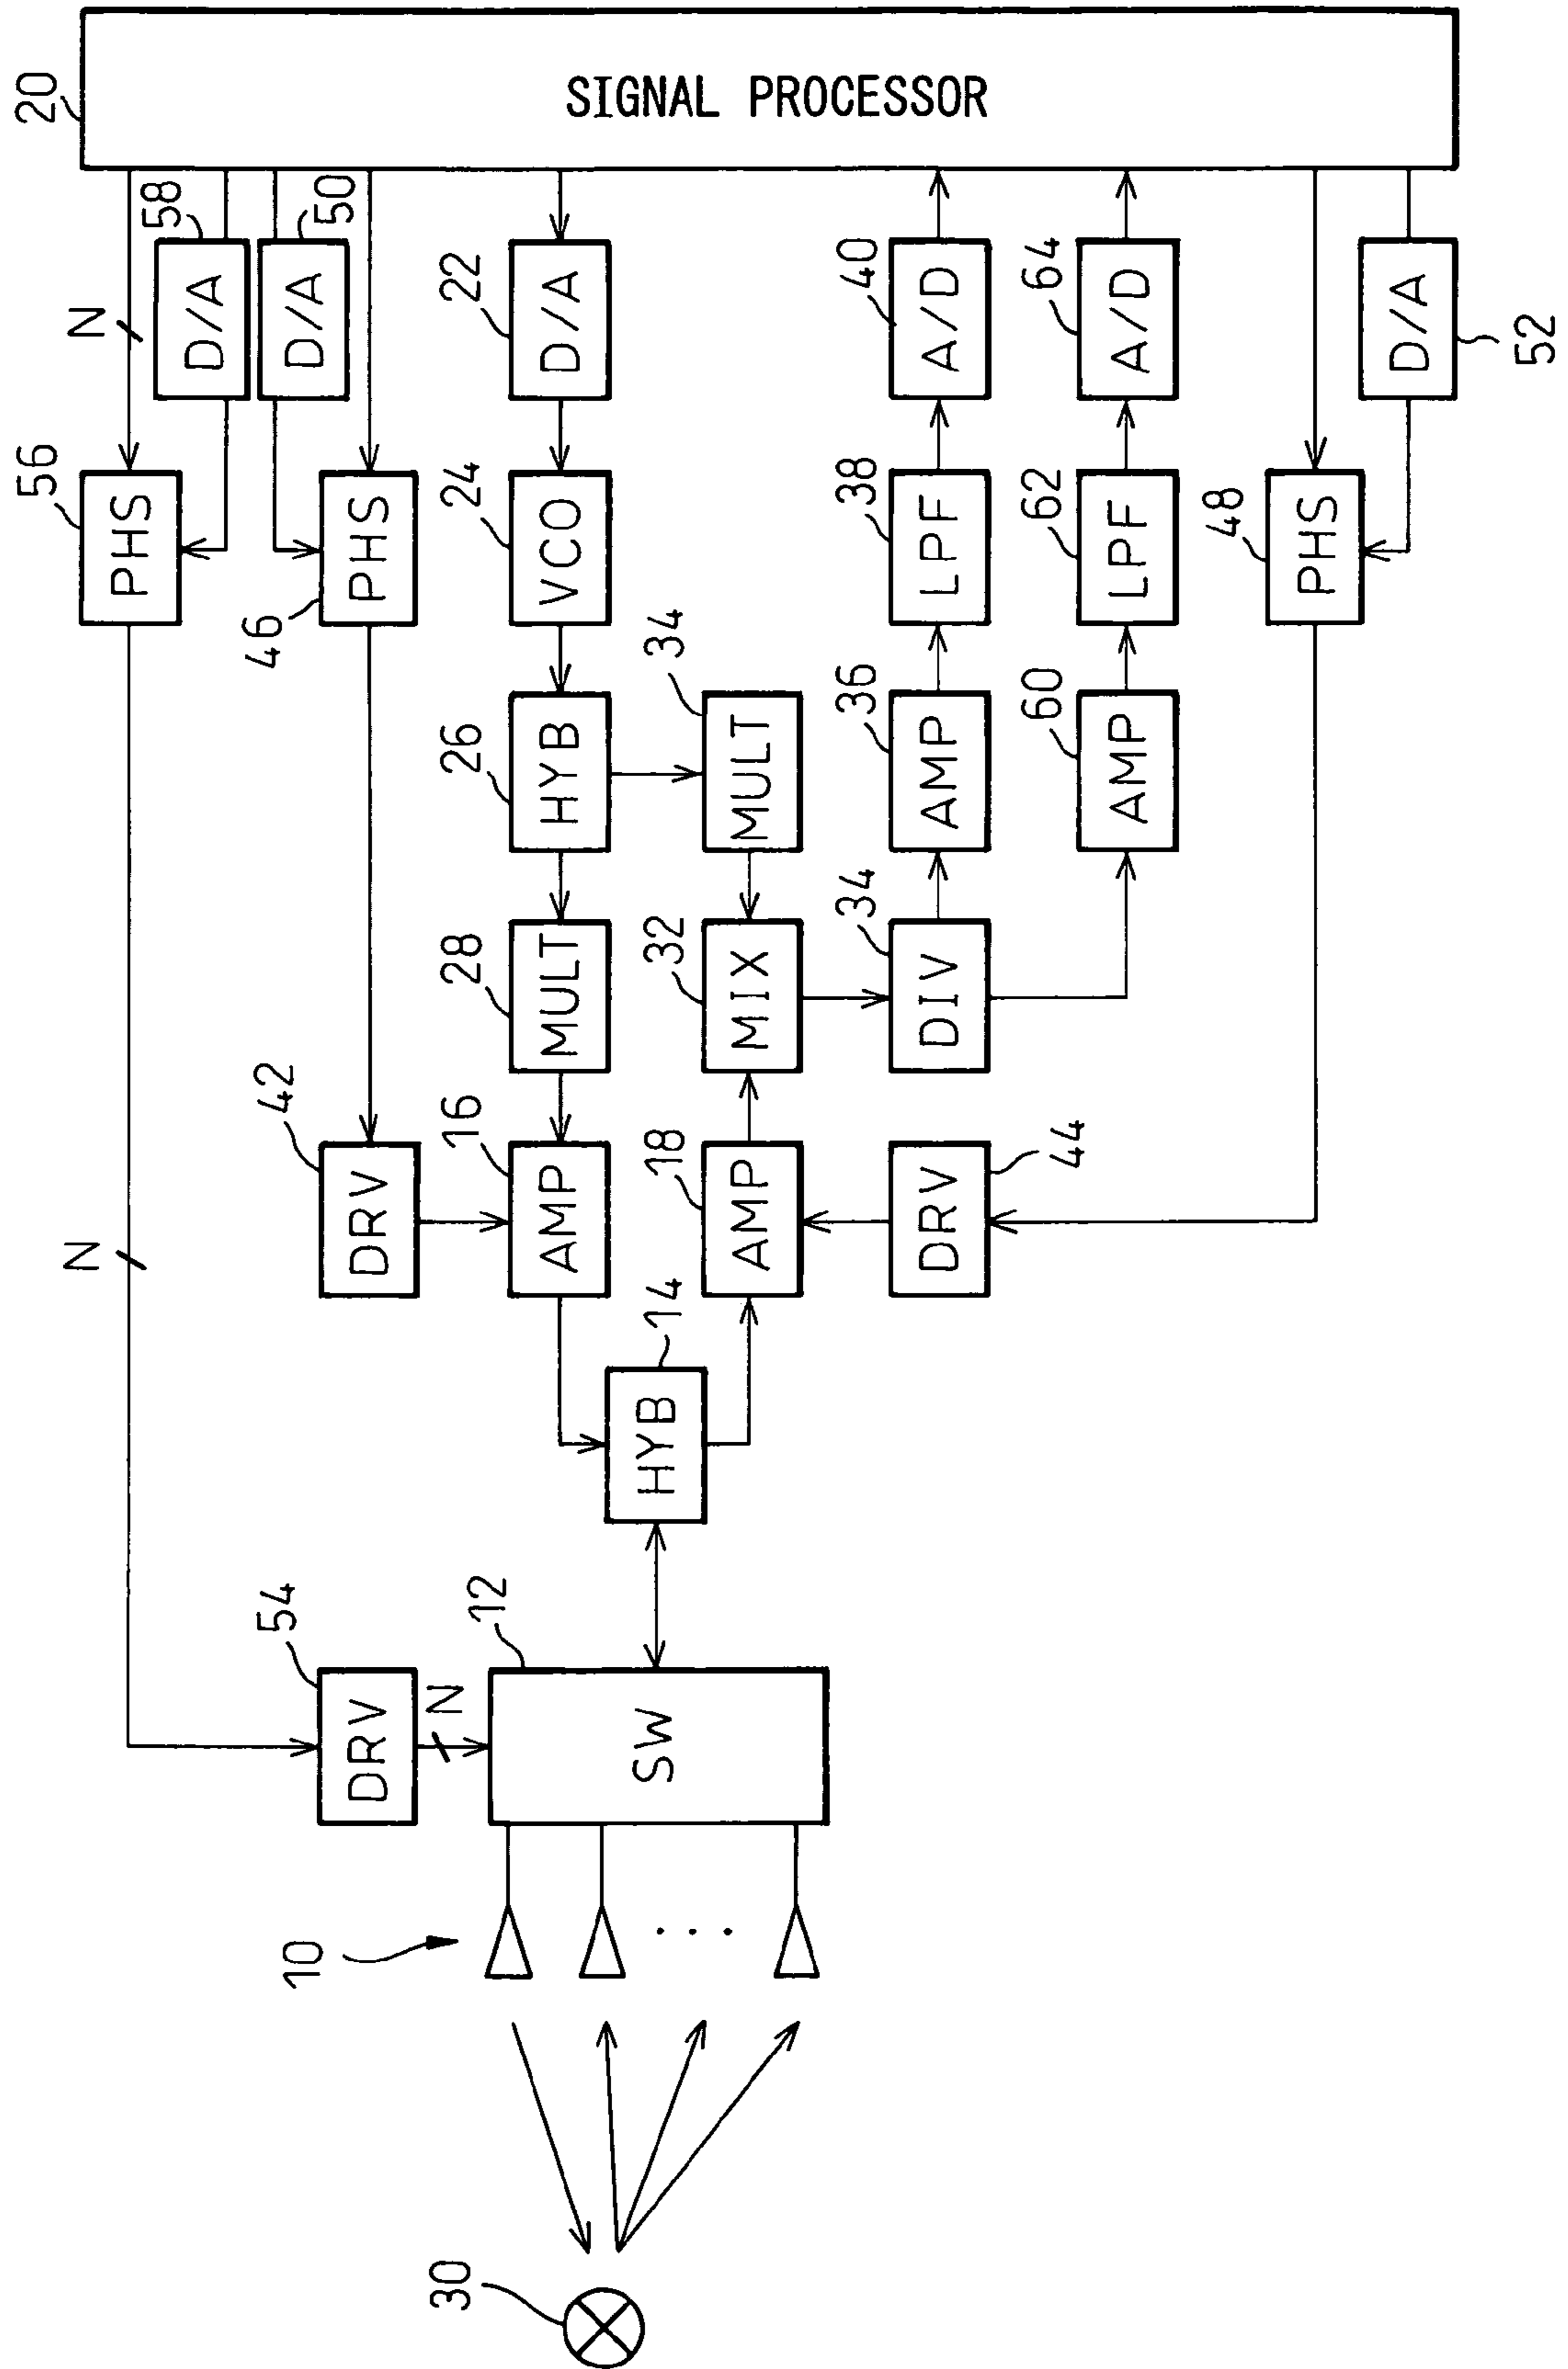 20
SIGNAL PROCESSOR
N
58
D/A
50
D/A
22
D/A
40
A/D
64
A/D
D/A
52
56
PHS
46
PHS
24
VCO
38
LPF
62
LPF
48
PHS
26
HYB
34
MULT
36
AMP
60
AMP
28
MULT
32
MIX
34
DIV
N
42
DRV
16
AMP
18
AMP
44
DRV
14
HYB
54
DRV
N
12
SW
10
. . .
30